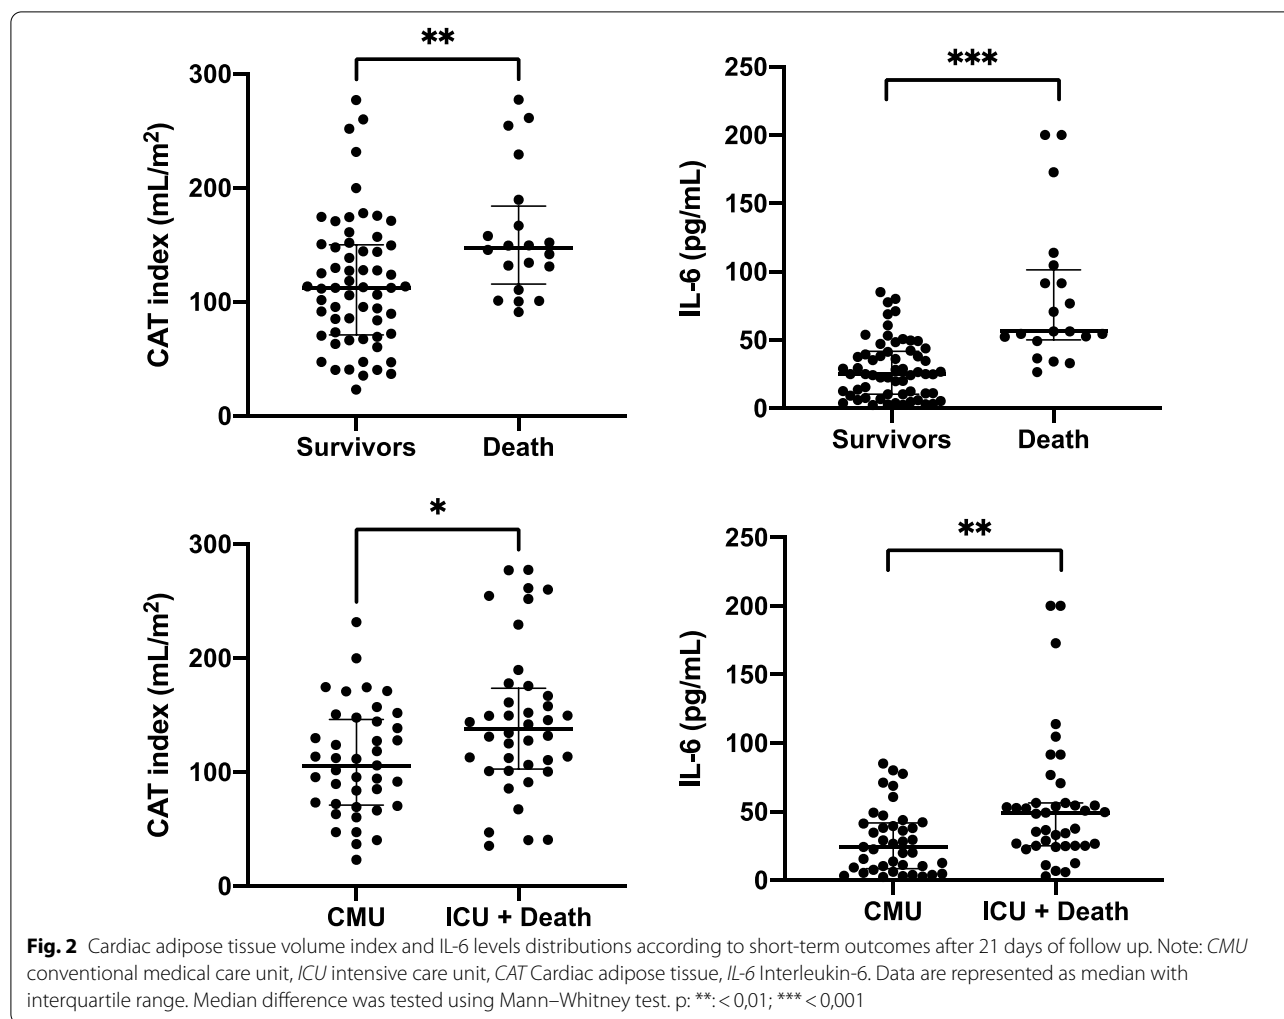 **
300
200
100
0
CAT index (mL/m²)
Survivors
Death
***
250
200
150
100
50
0
IL-6 (pg/mL)
Survivors
Death
*
300
200
100
0
CAT index (mL/m²)
CMU
ICU + Death
**
250
200
150
100
50
0
IL-6 (pg/mL)
CMU
ICU + Death
Fig. 2 Cardiac adipose tissue volume index and IL-6 levels distributions according to short-term outcomes after 21 days of follow up. Note: CMU
conventional medical care unit, ICU intensive care unit, CAT Cardiac adipose tissue, IL-6 Interleukin-6. Data are represented as median with
interquartile range. Median difference was tested using Mann–Whitney test. p: **: < 0,01; *** < 0,001